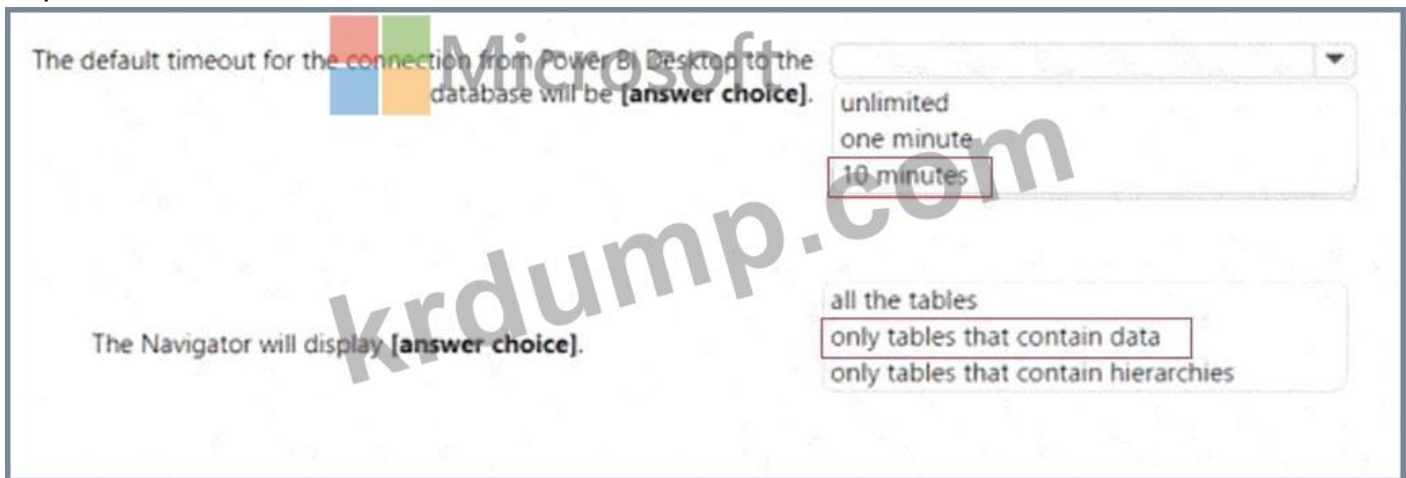 Microsoft
The default timeout for the connection from Power BI Desktop to the
database will be [answer choice].
unlimited
one minute
10 minutes
krdump.com
The Navigator will display [answer choice].
all the tables
only tables that contain data
only tables that contain hierarchies